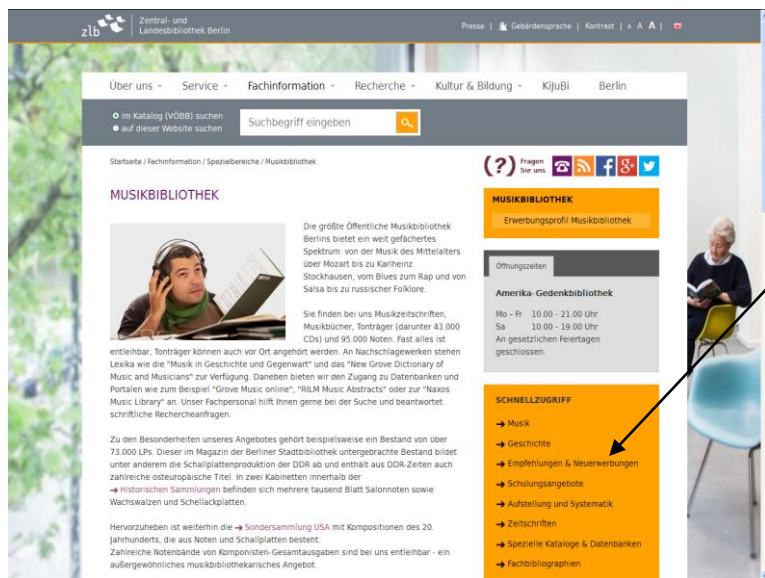 zlb
Zentral- und
Landesbibliothek Berlin
Presse | Gebärdensprache | Kontrast | A A A |
Über uns Service Fachinformation Recherche Kultur & Bildung KiJuBi Berlin
im Katalog (VÖBB) suchen
auf dieser Website suchen
Suchbegriff eingeben
Startseite / Fachinformation / Spezialbereiche / Musikbibliothek
(?) Fragen
Sie uns
f g+
MUSIKBIBLIOTHEK
Die größte Öffentliche Musikbibliothek
Berlins bietet ein weit gefächertes
Spektrum: von der Musik des Mittelalters
über Mozart bis zu Karlheinz
Stockhausen, vom Blues zum Rap und von
Salsa bis zu russischer Folklore.
Sie finden bei uns Musikzeitschriften,
Musikbücher, Tonträger (darunter 43.000
CDs) und 95.000 Noten. Fast alles ist
entleihbar, Tonträger können auch vor Ort angehört werden. An Nachschlagewerken stehen
Lexika wie die "Musik in Geschichte und Gegenwart" und das "New Grove Dictionary of
Music and Musicians" zur Verfügung. Daneben bieten wir den Zugang zu Datenbanken und
Portalen wie zum Beispiel "Grove Music online", "RILM Music Abstracts" oder zur "Naxos
Music Library" an. Unser Fachpersonal hilft Ihnen gerne bei der Suche und beantwortet
schriftliche Rechercheanfragen.
Zu den Besonderheiten unseres Angebotes gehört beispielsweise ein Bestand von über
73.000 LPs. Dieser im Magazin der Berliner Stadtbibliothek untergebrachte Bestand bildet
unter anderem die Schallplattenproduktion der DDR ab und enthält aus DDR-Zeiten auch
zahlreiche osteuropäische Titel. In zwei Kabinetten innerhalb der
→ Historischen Sammlungen befinden sich mehrere tausend Blatt Salonnoten sowie
Wachswalzen und Schellackplatten.
Hervorzuheben ist weiterhin die → Sondersammlung USA mit Kompositionen des 20.
Jahrhunderts, die aus Noten und Schallplatten besteht.
Zahlreiche Notenbände von Komponisten-Gesamtausgaben sind bei uns entleihbar - ein
außergewöhnliches musikbibliothekarisches Angebot.
MUSIKBIBLIOTHEK
Erwerbungsprofil Musikbibliothek
Öffnungszeiten
Amerika-Gedenkbibliothek
Mo – Fr 10.00 - 21.00 Uhr
Sa 10.00 - 19.00 Uhr
An gesetzlichen Feiertagen
geschlossen.
SCHNELLZUGRIFF
→ Musik
→ Geschichte
→ Empfehlungen & Neuerwerbungen
→ Schulungsangebote
→ Aufstellung und Systematik
→ Zeitschriften
→ Spezielle Kataloge & Datenbanken
→ Fachbibliographien